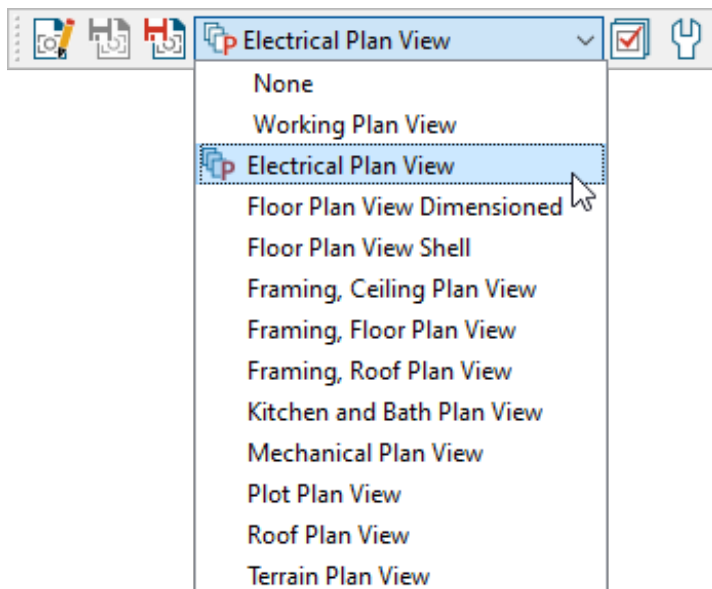 Electrical Plan View
None
Working Plan View
Electrical Plan View
Floor Plan View Dimensioned
Floor Plan View Shell
Framing, Ceiling Plan View
Framing, Floor Plan View
Framing, Roof Plan View
Kitchen and Bath Plan View
Mechanical Plan View
Plot Plan View
Roof Plan View
Terrain Plan View